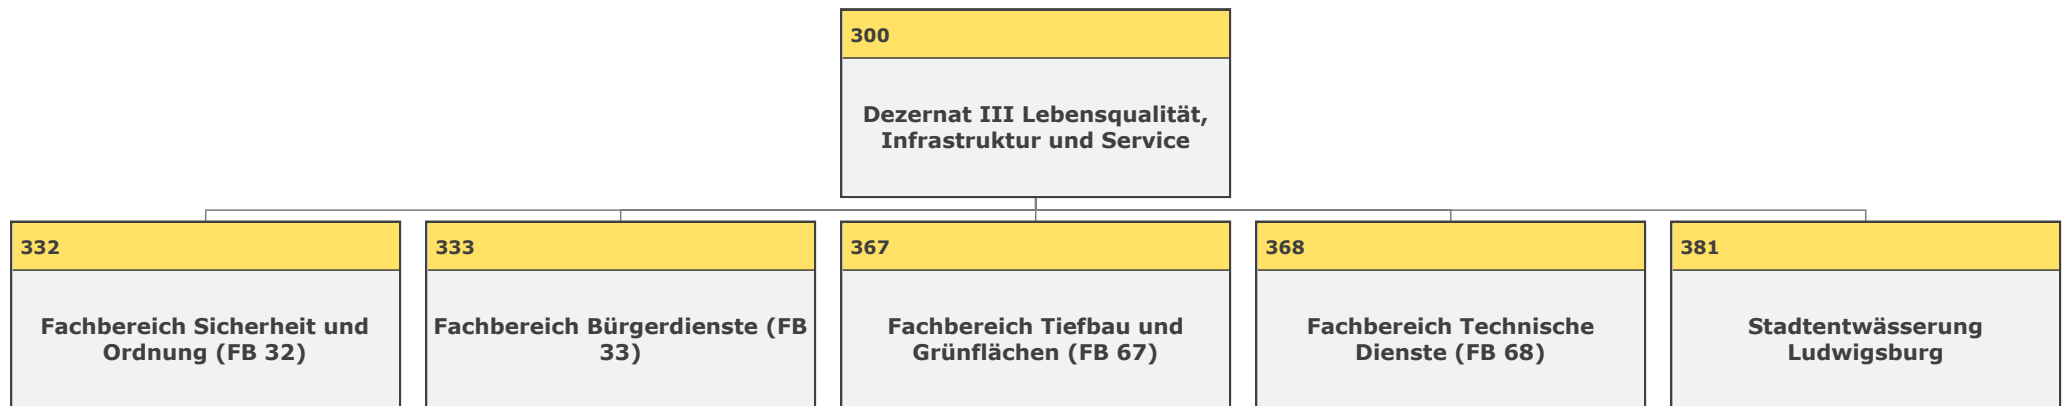 300
Dezernat III Lebensqualität,
Infrastruktur und Service
332
Fachbereich Sicherheit und
Ordnung (FB 32)
333
Fachbereich Bürgerdienste (FB
33)
367
Fachbereich Tiefbau und
Grünflächen (FB 67)
368
Fachbereich Technische
Dienste (FB 68)
381
Stadtentwässerung
Ludwigsburg